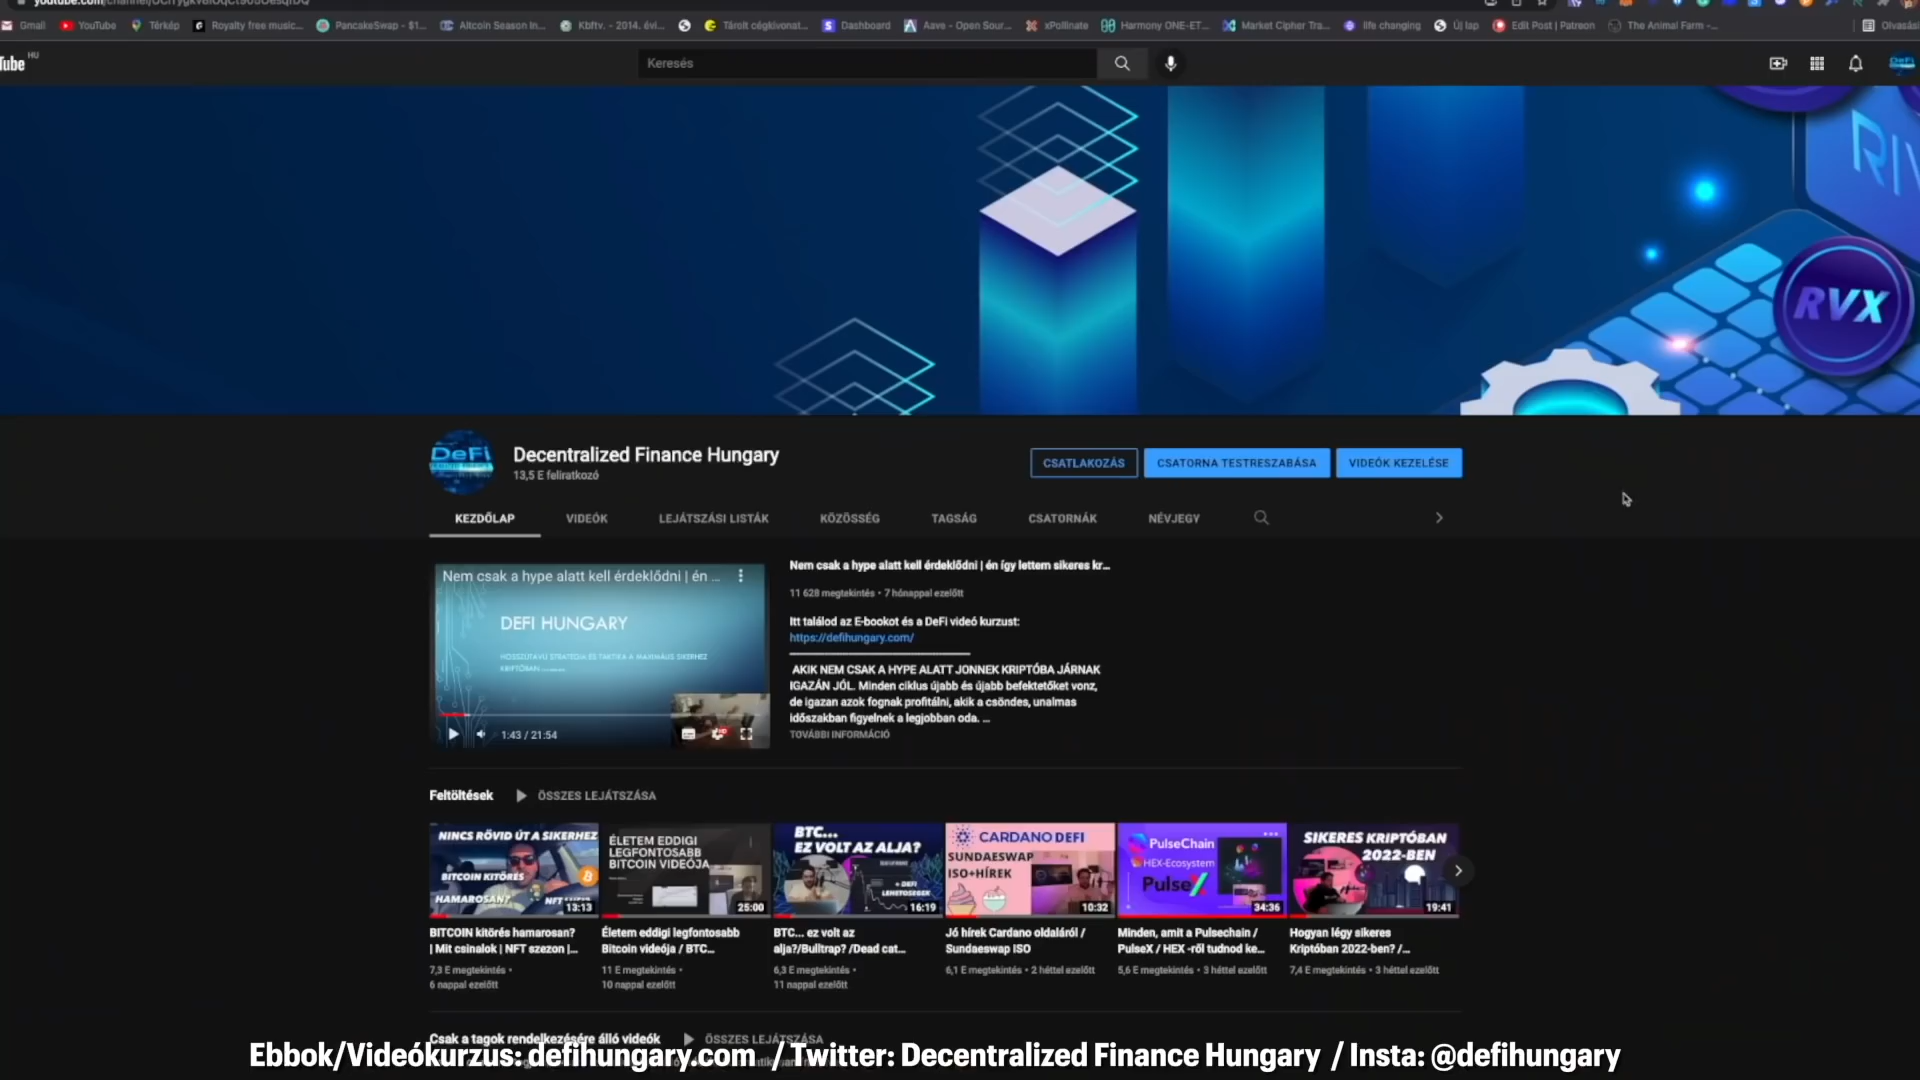 Gmail YouTube Térkép Royalty free music... PancakeSwap - $1... Altcoin Season In... Kbftv. - 2014. évi... Tárolt cégkivonat... Dashboard Aave - Open Sour... xPollinate Harmony ONE-ET... Market Cipher Tra... life changing Új lap Edit Post | Patreon The Animal Farm -...
Tube HU
Keresés
RVX
DeFi
Decentralized Finance Hungary
13,5 E feliratkozó
CSATLAKOZÁS CSATORNA TESTRESZABÁSA VIDEÓK KEZELÉSE
KEZDŐLAP VIDEÓK LEJÁTSZÁSI LISTÁK KÖZÖSSÉG TAGSÁG CSATORNÁK NÉVJEGY
Nem csak a hype alatt kell érdeklődni | én ...
DEFI HUNGARY
HOSSZÚTÁVÚ STRATÉGIA ÉS TAKTIKA A MAXIMÁLIS SIKERHEZ
KRIPTÓBAN
1:43 / 21:54
Nem csak a hype alatt kell érdeklődni | én így lettem sikeres kr...
11 628 megtekintés • 7 hónappal ezelőtt
Itt találod az E-bookot és a DeFi videó kurzust:
https://defihungary.com/
AKIK NEM CSAK A HYPE ALATT JONNEK KRIPTÓBA JÁRNAK
IGAZÁN JÓL. Minden ciklus újabb és újabb befektetőket vonz,
de igazan azok fognak profitálni, akik a csöndes, unalmas
időszakban figyelnek a legjobban oda. ...
TOVÁBBI INFORMÁCIÓ
Feltöltések ÖSSZES LEJÁTSZÁSA
NINCS RÖVID ÚT A SIKERHEZ
BITCOIN KITÖRÉS
HAMAROSAN?
13:13
BITCOIN kitörés hamarosan?
| Mit csinalok | NFT szezon |...
7,3 E megtekintés •
6 nappal ezelőtt
ÉLETEM EDDIGI
LEGFONTOSABB
BITCOIN VIDEÓJA
25:00
Életem eddigi legfontosabb
Bitcoin videója / BTC...
11 E megtekintés •
10 nappal ezelőtt
BTC...
EZ VOLT AZ ALJA?
+ DEFI
LEHETŐSÉGEK
16:19
BTC... ez volt az
alja?/Bulltrap? /Dead cat...
6,3 E megtekintés •
11 nappal ezelőtt
CARDANO DEFI
SUNDAESWAP
ISO+HÍREK
10:32
Jó hírek Cardano oldaláról /
Sundaeswap ISO
6,1 E megtekintés • 2 héttel ezelőtt
PulseChain
HEX-Ecosystem
PulseX
34:36
Minden, amit a Pulsechain /
PulseX / HEX -ről tudnod ke...
5,6 E megtekintés • 3 héttel ezelőtt
SIKERES KRIPTÓBAN
2022-BEN
19:41
Hogyan légy sikeres
Kriptóban 2022-ben? /...
7,4 E megtekintés • 3 héttel ezelőtt
Csak a tagok rendelkezésére álló videók ÖSSZES LEJÁTSZÁSA
Ebbok/Videókurzus: defihungary.com / Twitter: Decentralized Finance Hungary / Insta: @defihungary